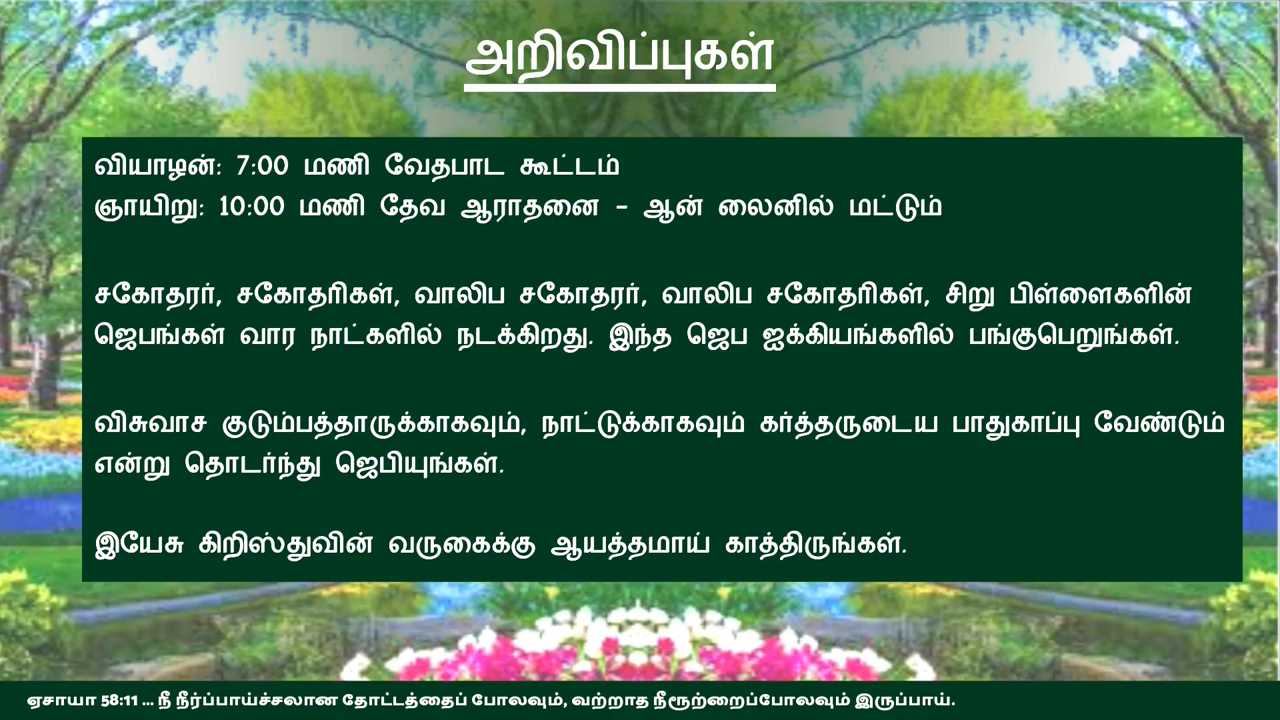 அறிவிப்புகள்
வியாழன்: 7:00 மணி வேதபாட கூட்டம்
ஞாயிறு: 10:00 மணி தேவ ஆராதனை - ஆன் லைனில் மட்டும்
சகோதரர், சகோதரிகள், வாலிப சகோதரர், வாலிப சகோதரிகள், சிறு பிள்ளைகளின்
ஜெபங்கள் வார நாட்களில் நடக்கிறது. இந்த ஜெப ஐக்கியங்களில் பங்குபெறுங்கள்.
விசுவாச குடும்பத்தாருக்காகவும், நாட்டுக்காகவும் கர்த்தருடைய பாதுகாப்பு வேண்டும்
என்று தொடர்ந்து ஜெபியுங்கள்.
இயேசு கிறிஸ்துவின் வருகைக்கு ஆயத்தமாய் காத்திருங்கள்.
ஏசாயா 58:11 ... நீ நீர்ப்பாய்ச்சலான தோட்டத்தைப் போலவும், வற்றாத நீரூற்றைப்போலவும் இருப்பாய்.